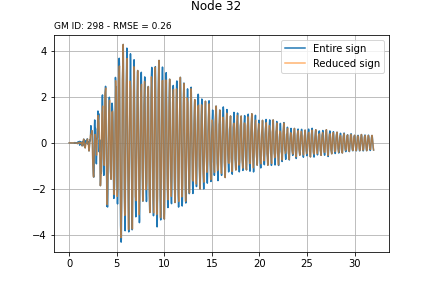 Node 32
GM ID: 298 - RMSE = 0.26
Entire sign
Reduced sign
4
2
0
−2
−4
0 5 10 15 20 25 30